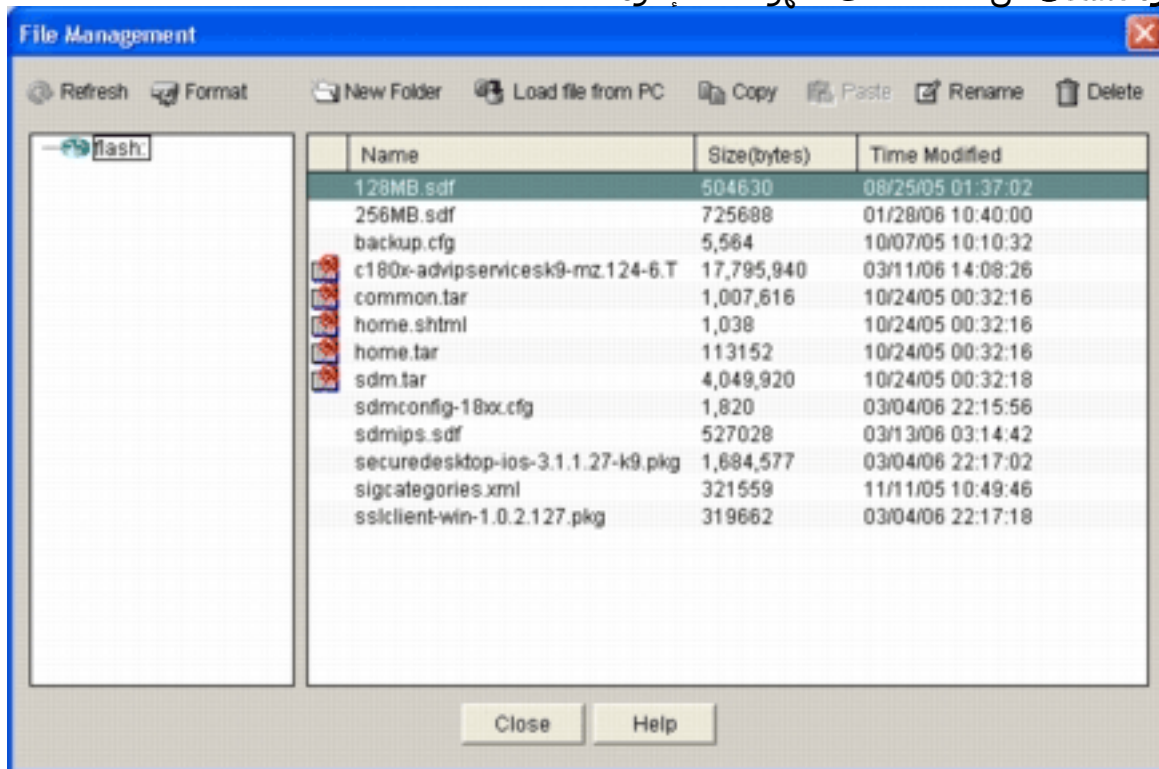 File Management
Refresh Format New Folder Load file from PC Copy Paste Rename Delete
flash:
Name Size(bytes) Time Modified
128MB.sdf 504630 08/25/05 01:37:02
256MB.sdf 725688 01/28/06 10:40:00
backup.cfg 5,564 10/07/05 10:10:32
c180x-advipservicesk9-mz.124-6.T 17,795,940 03/11/06 14:08:26
common.tar 1,007,616 10/24/05 00:32:16
home.shtml 1,038 10/24/05 00:32:16
home.tar 113152 10/24/05 00:32:16
sdm.tar 4,049,920 10/24/05 00:32:18
sdmconfig-18xx.cfg 1,820 03/04/06 22:15:56
sdmips.sdf 527028 03/13/06 03:14:42
securedesktop-ios-3.1.1.27-k9.pkg 1,684,577 03/04/06 22:17:02
sigcategories.xml 321559 11/11/05 10:49:46
sslclient-win-1.0.2.127.pkg 319662 03/04/06 22:17:18
Close Help